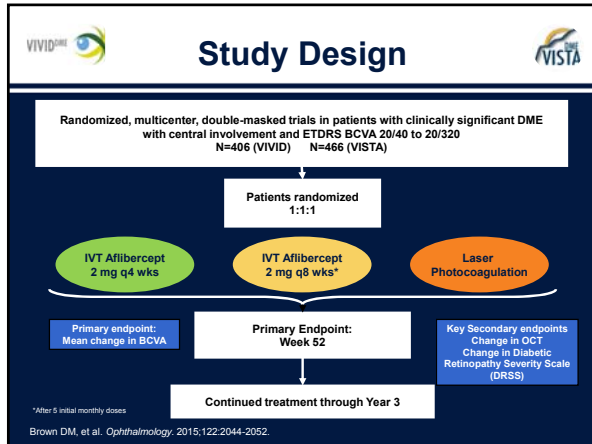 VIVID DME
Study Design
DME
VISTA
Randomized, multicenter, double-masked trials in patients with clinically significant DME
with central involvement and ETDRS BCVA 20/40 to 20/320
N=406 (VIVID) N=466 (VISTA)
Patients randomized
1:1:1
IVT Aflibercept
2 mg q4 wks
IVT Aflibercept
2 mg q8 wks*
Laser
Photocoagulation
Primary endpoint:
Mean change in BCVA
Primary Endpoint:
Week 52
Key Secondary endpoints
Change in OCT
Change in Diabetic
Retinopathy Severity Scale
(DRSS)
Continued treatment through Year 3
*After 5 initial monthly doses
Brown DM, et al. Ophthalmology. 2015;122:2044-2052.